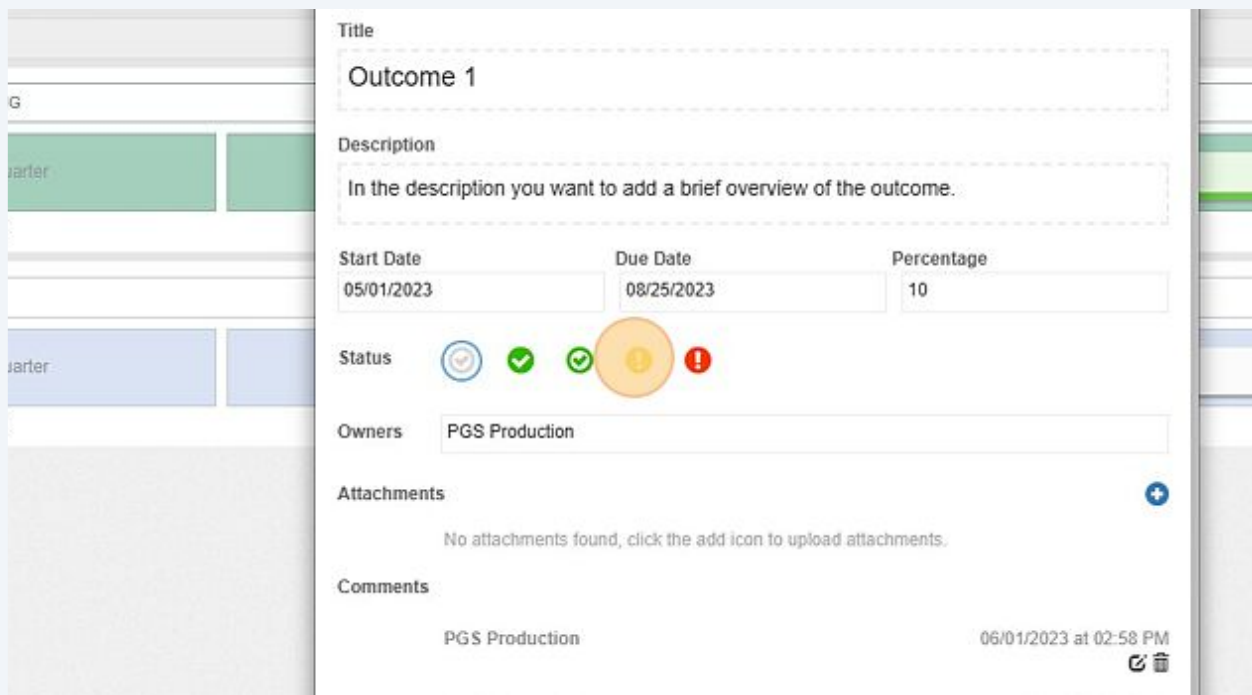 Title
Outcome 1
G
Description
In the description you want to add a brief overview of the outcome.
Start Date Due Date Percentage
05/01/2023 08/25/2023 10
Status
Owners PGS Production
Attachments
No attachments found, click the add icon to upload attachments.
Comments
PGS Production 06/01/2023 at 02:58 PM